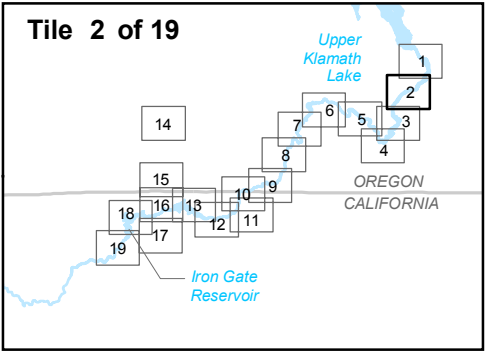 Tile 2 of 19
Upper
Klamath
Lake
1
2
3
4
5
6
7
8
14
15
9
10
OREGON
CALIFORNIA
16
13
18
11
12
17
19
Iron Gate
Reservoir